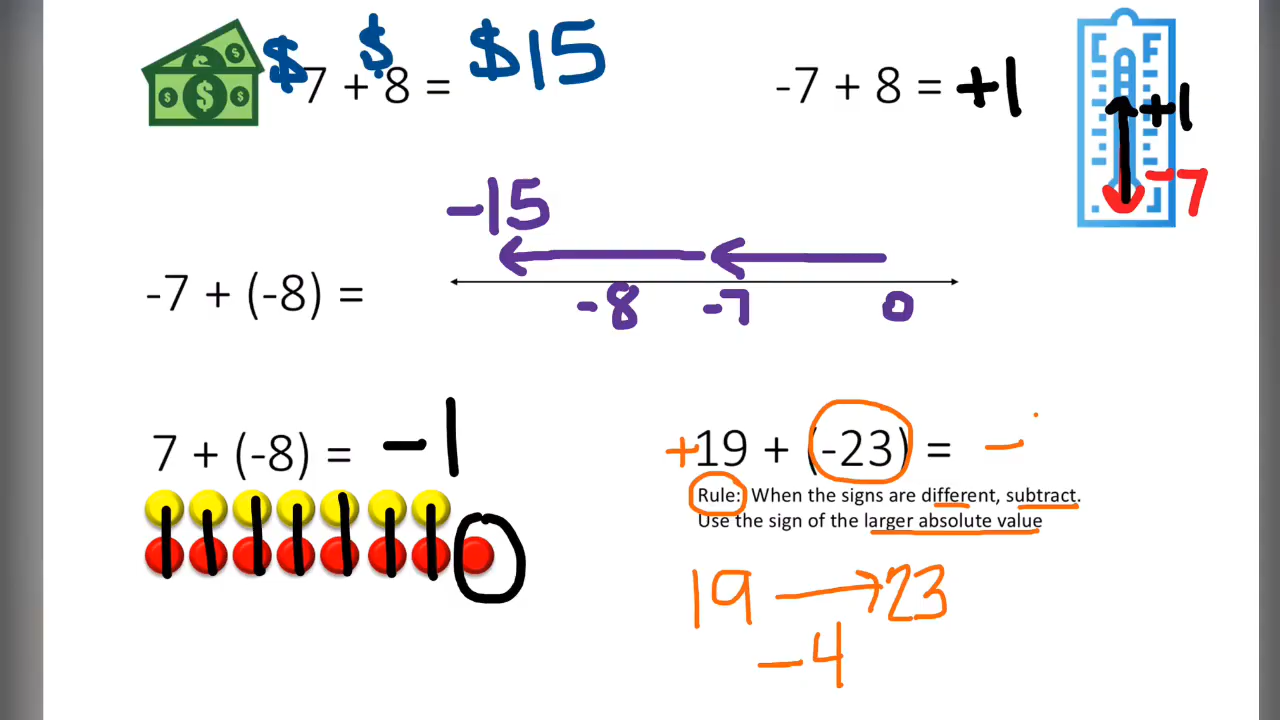 $7 + $8 = $15
-7 + 8 = +1
C F
+1
-7
-15
-7 + (-8) =
-8 -7 0
7 + (-8) = -1
+19 + (-23) = -
Rule: When the signs are different, subtract.
Use the sign of the larger absolute value
19 → 23
-4